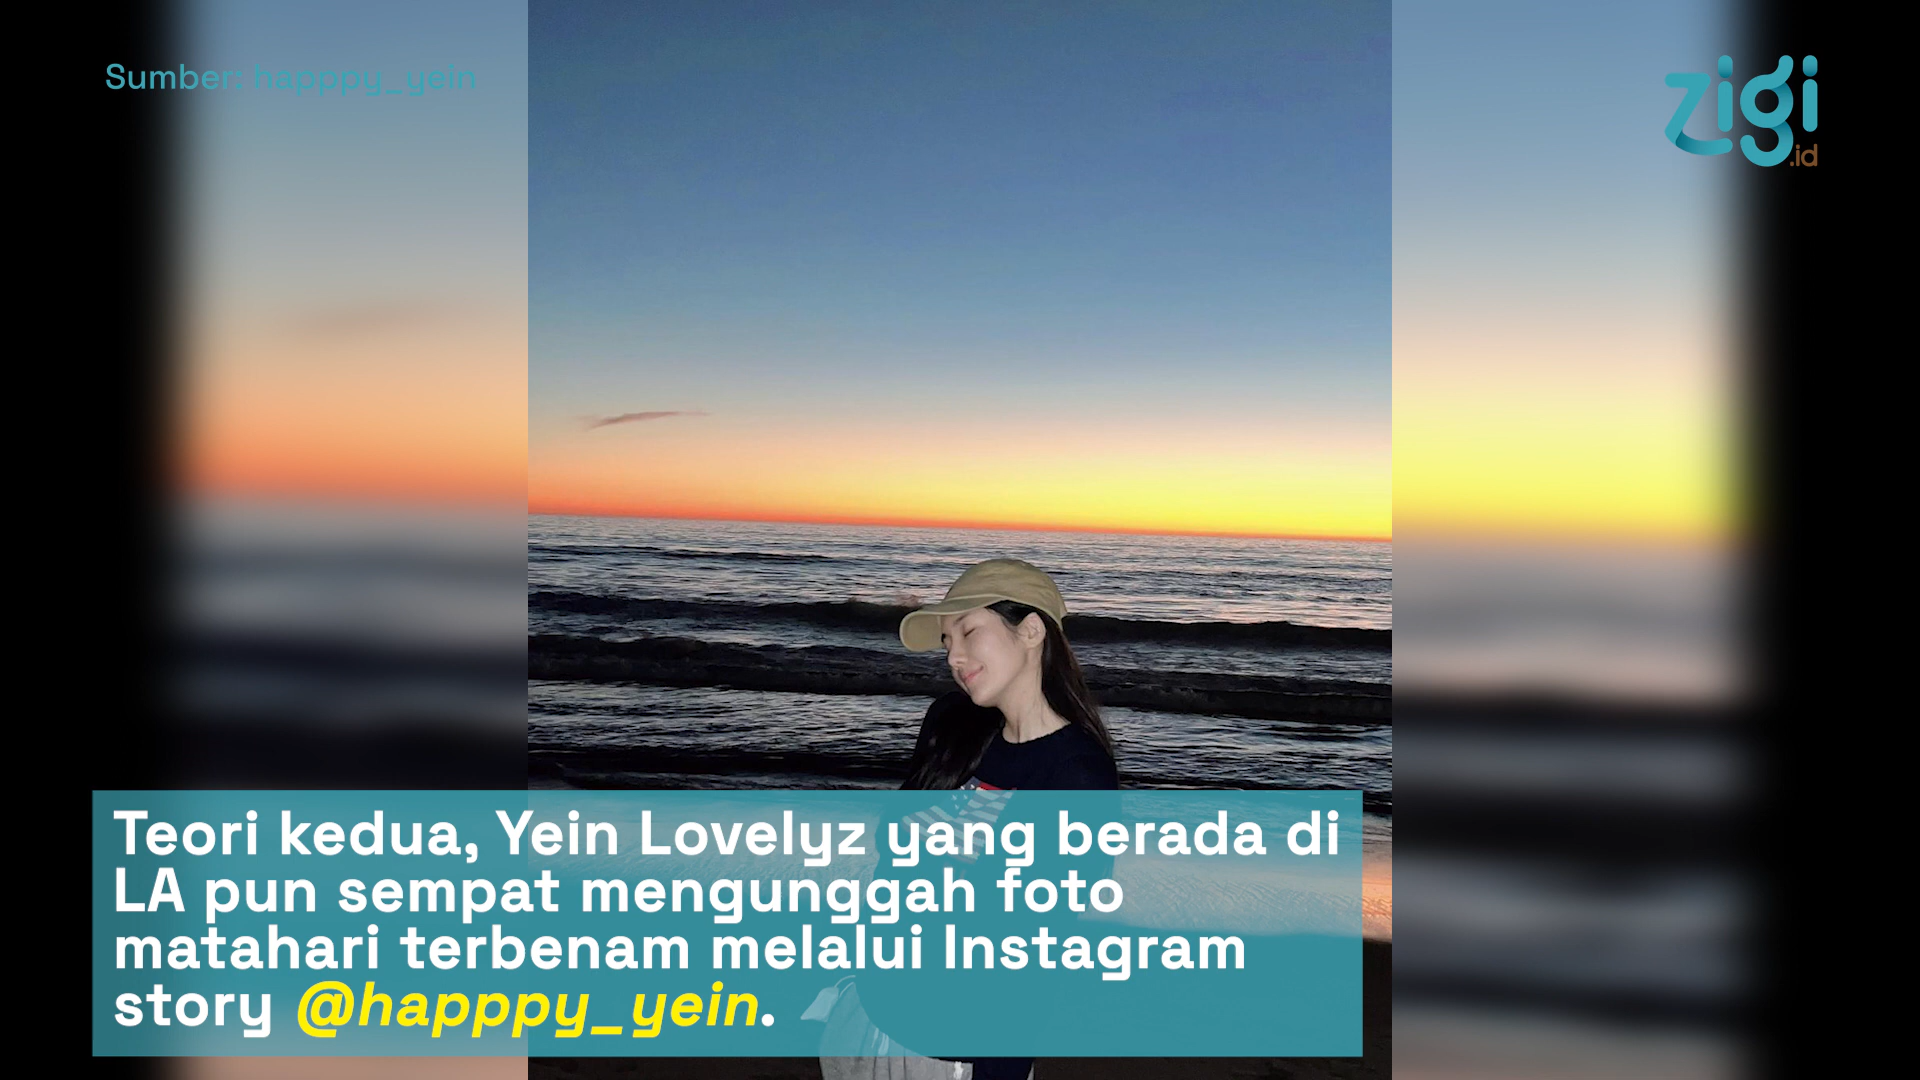 Sumber: happpy_yein
zigi
.id
Teori kedua, Yein Lovelyz yang berada di
LA pun sempat mengunggah foto
matahari terbenam melalui Instagram
story @happpy_yein.